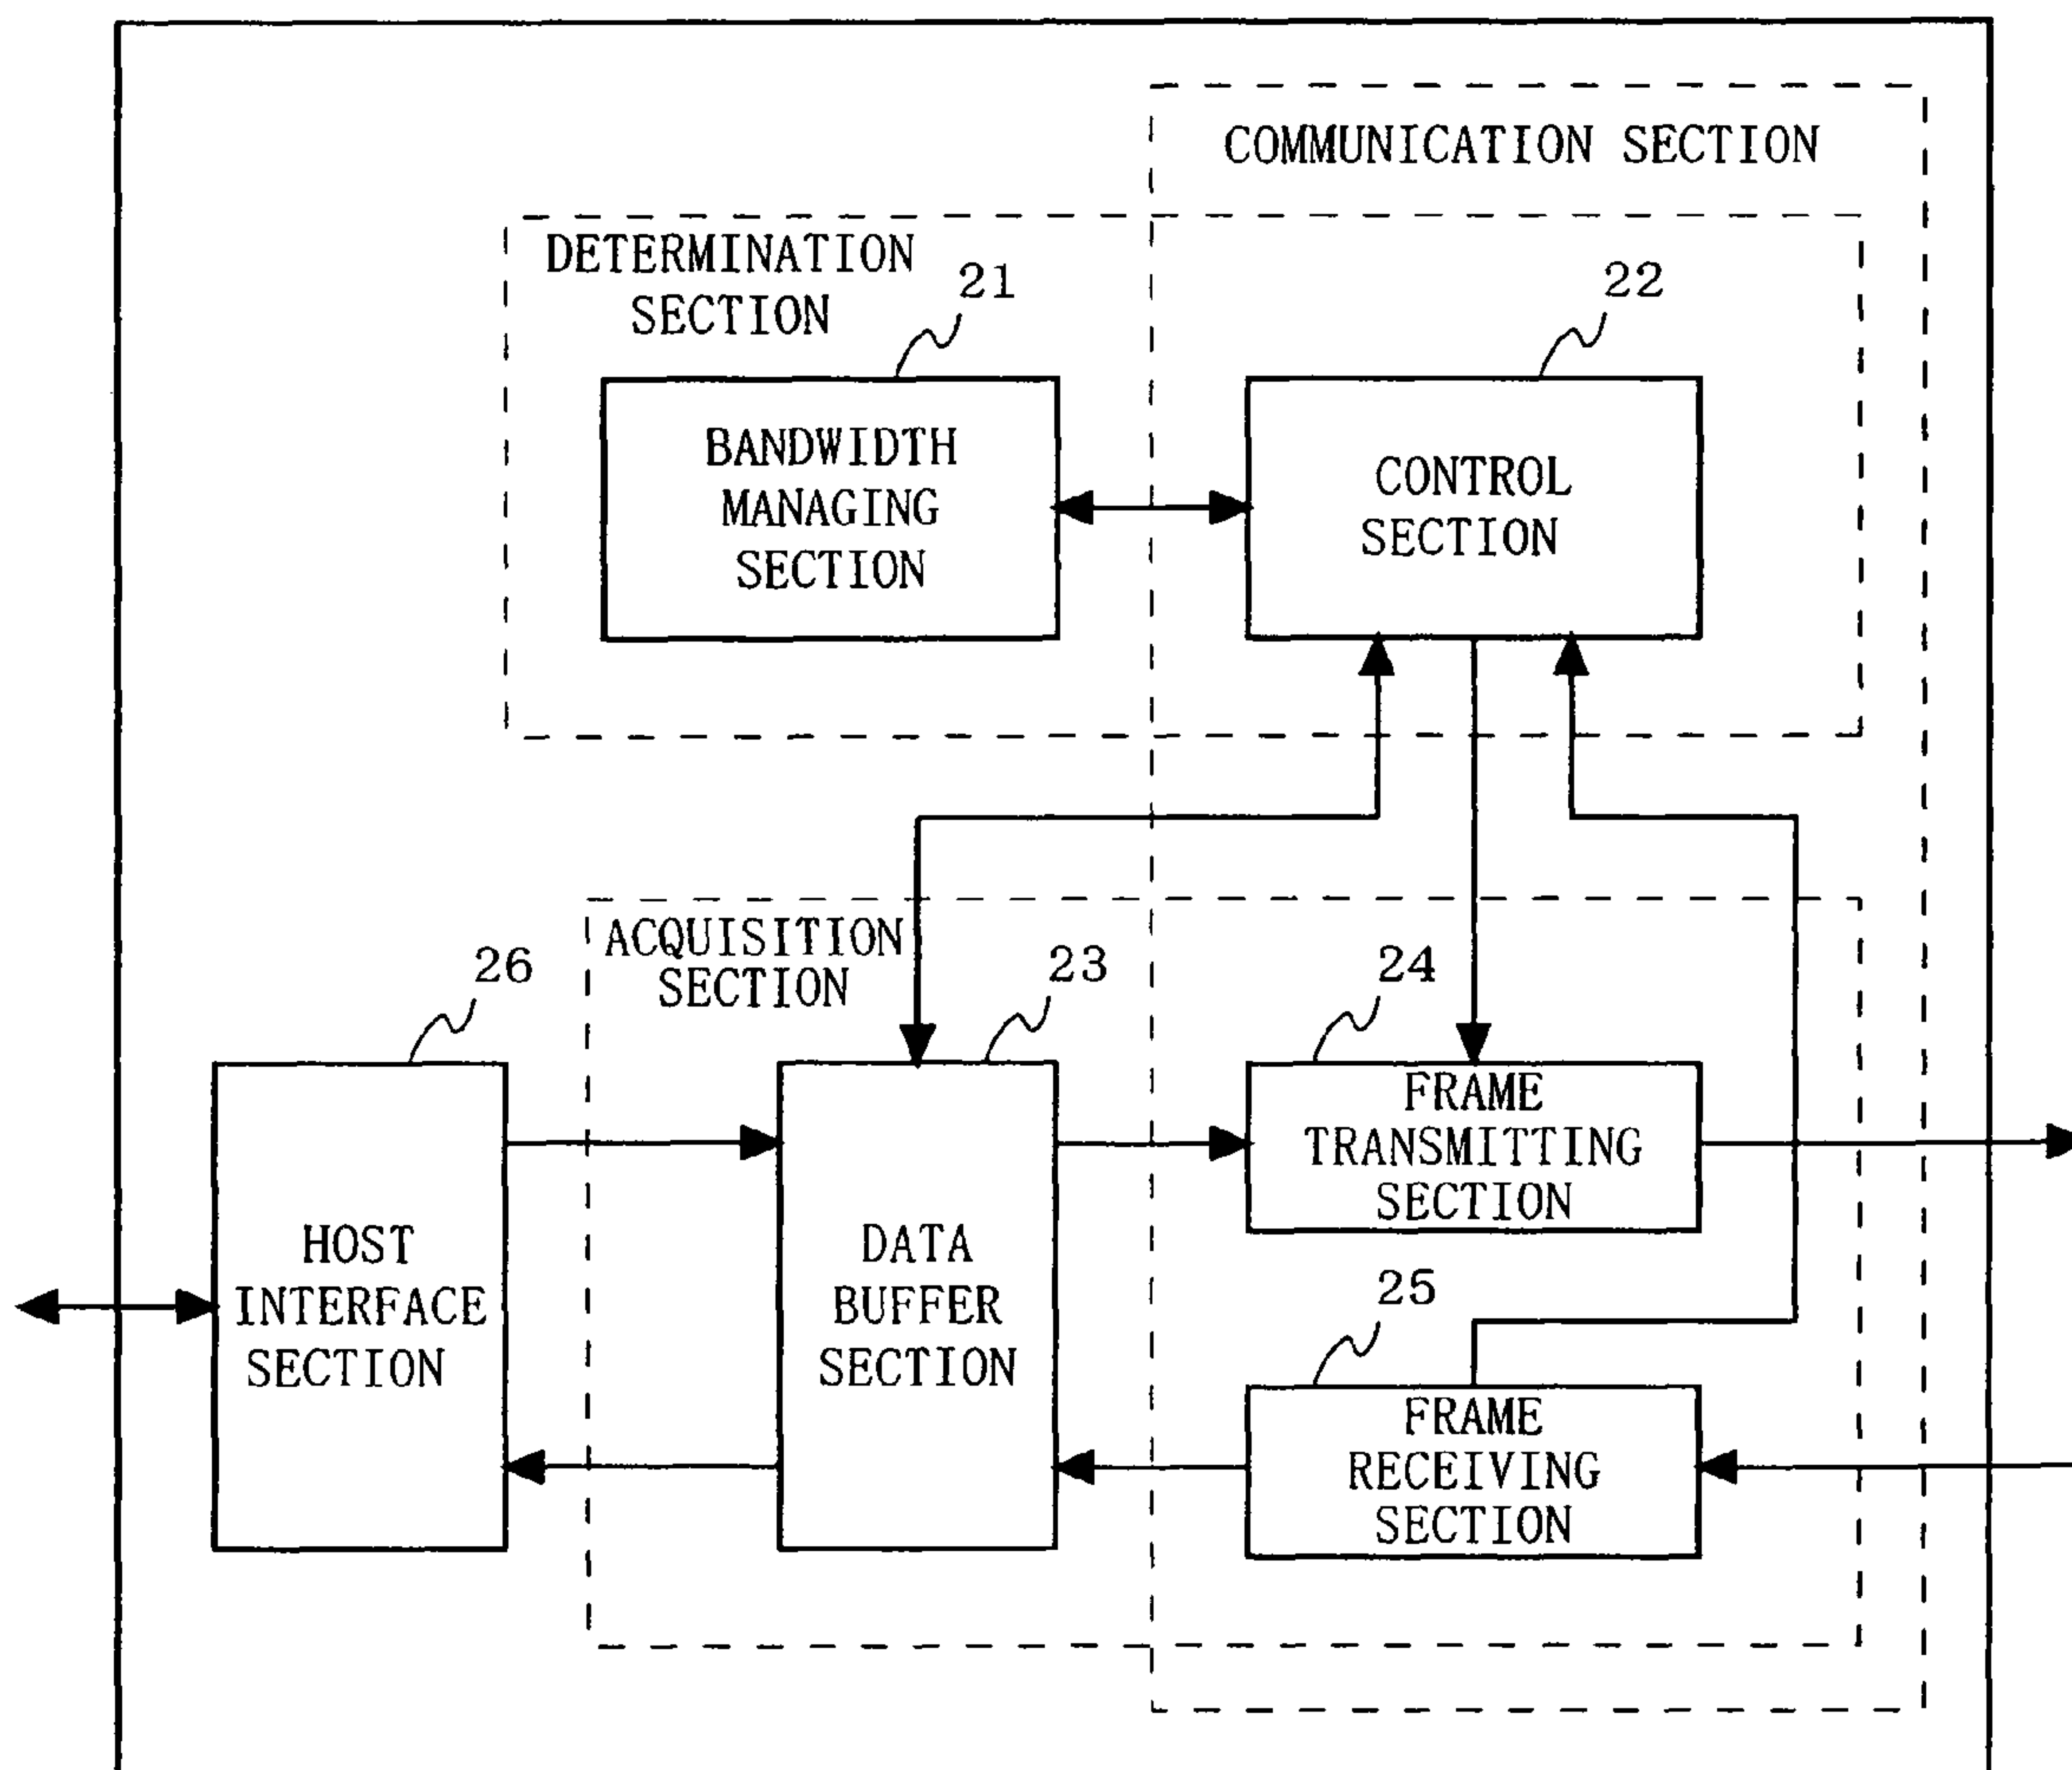 COMMUNICATION SECTION
DETERMINATION
SECTION
21
22
BANDWIDTH
MANAGING
SECTION
CONTROL
SECTION
ACQUISITION
SECTION
26
23
24
HOST
INTERFACE
SECTION
DATA
BUFFER
SECTION
FRAME
TRANSMITTING
SECTION
25
FRAME
RECEIVING
SECTION